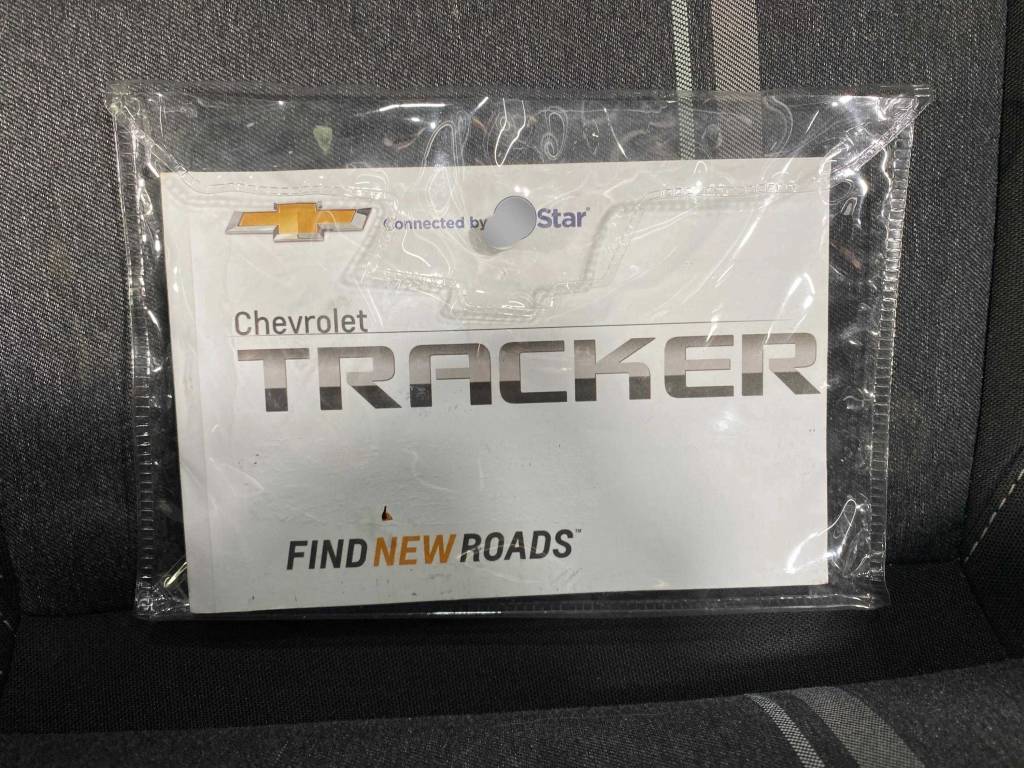 Connected by Star®
Chevrolet
TRACKER
FIND NEW ROADS™